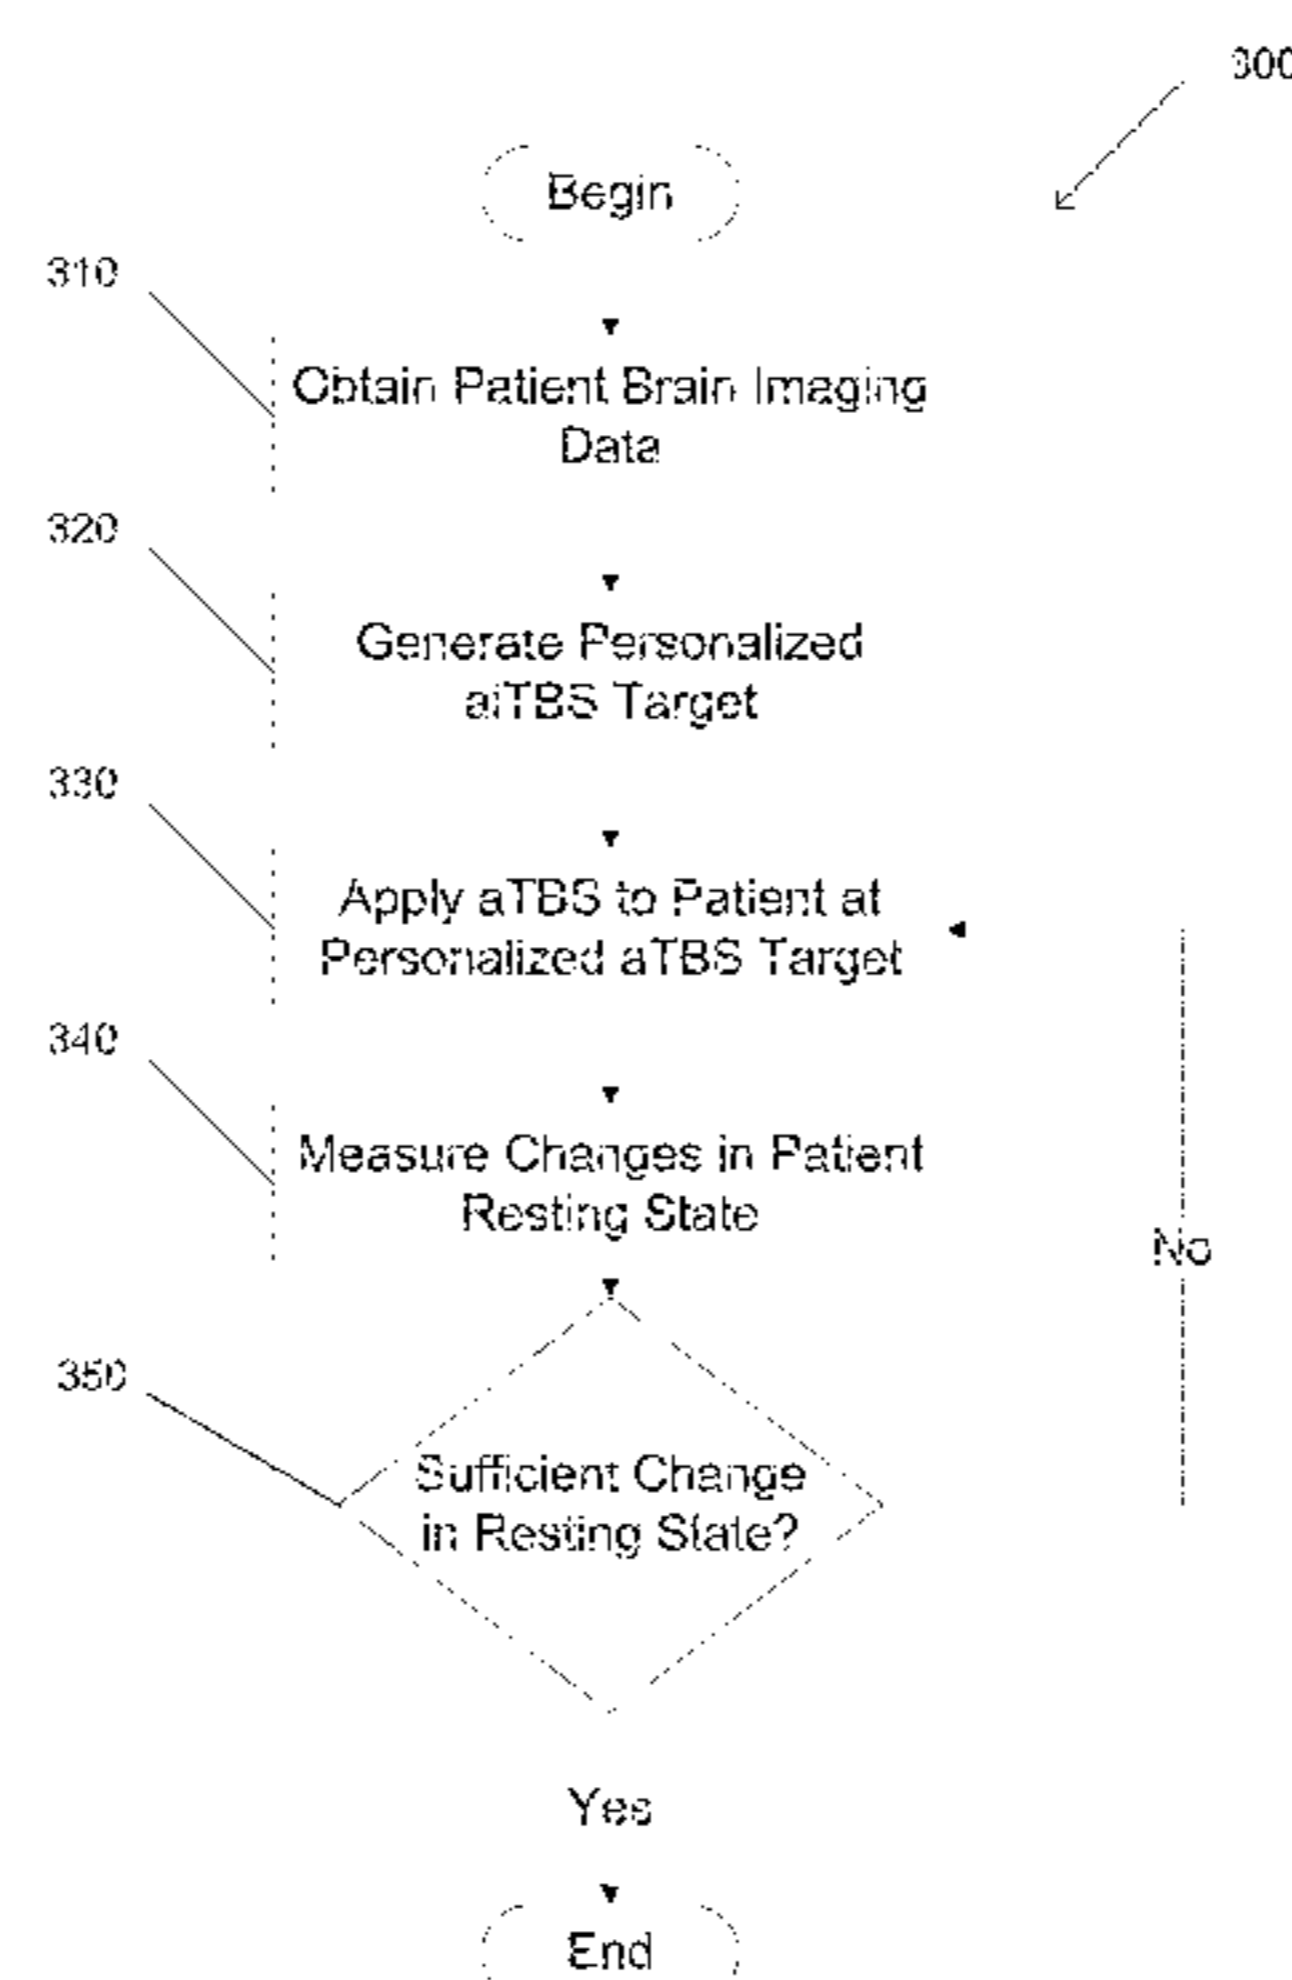 300
Begin
310
Obtain Patient Brain Imaging
Data
320
Generate Personalized
aiTBS Target
330
Apply aTBS to Patient at
Personalized aTBS Target
340
Measure Changes in Patient
Resting State
No
350
Sufficient Change
in Resting State?
Yes
End